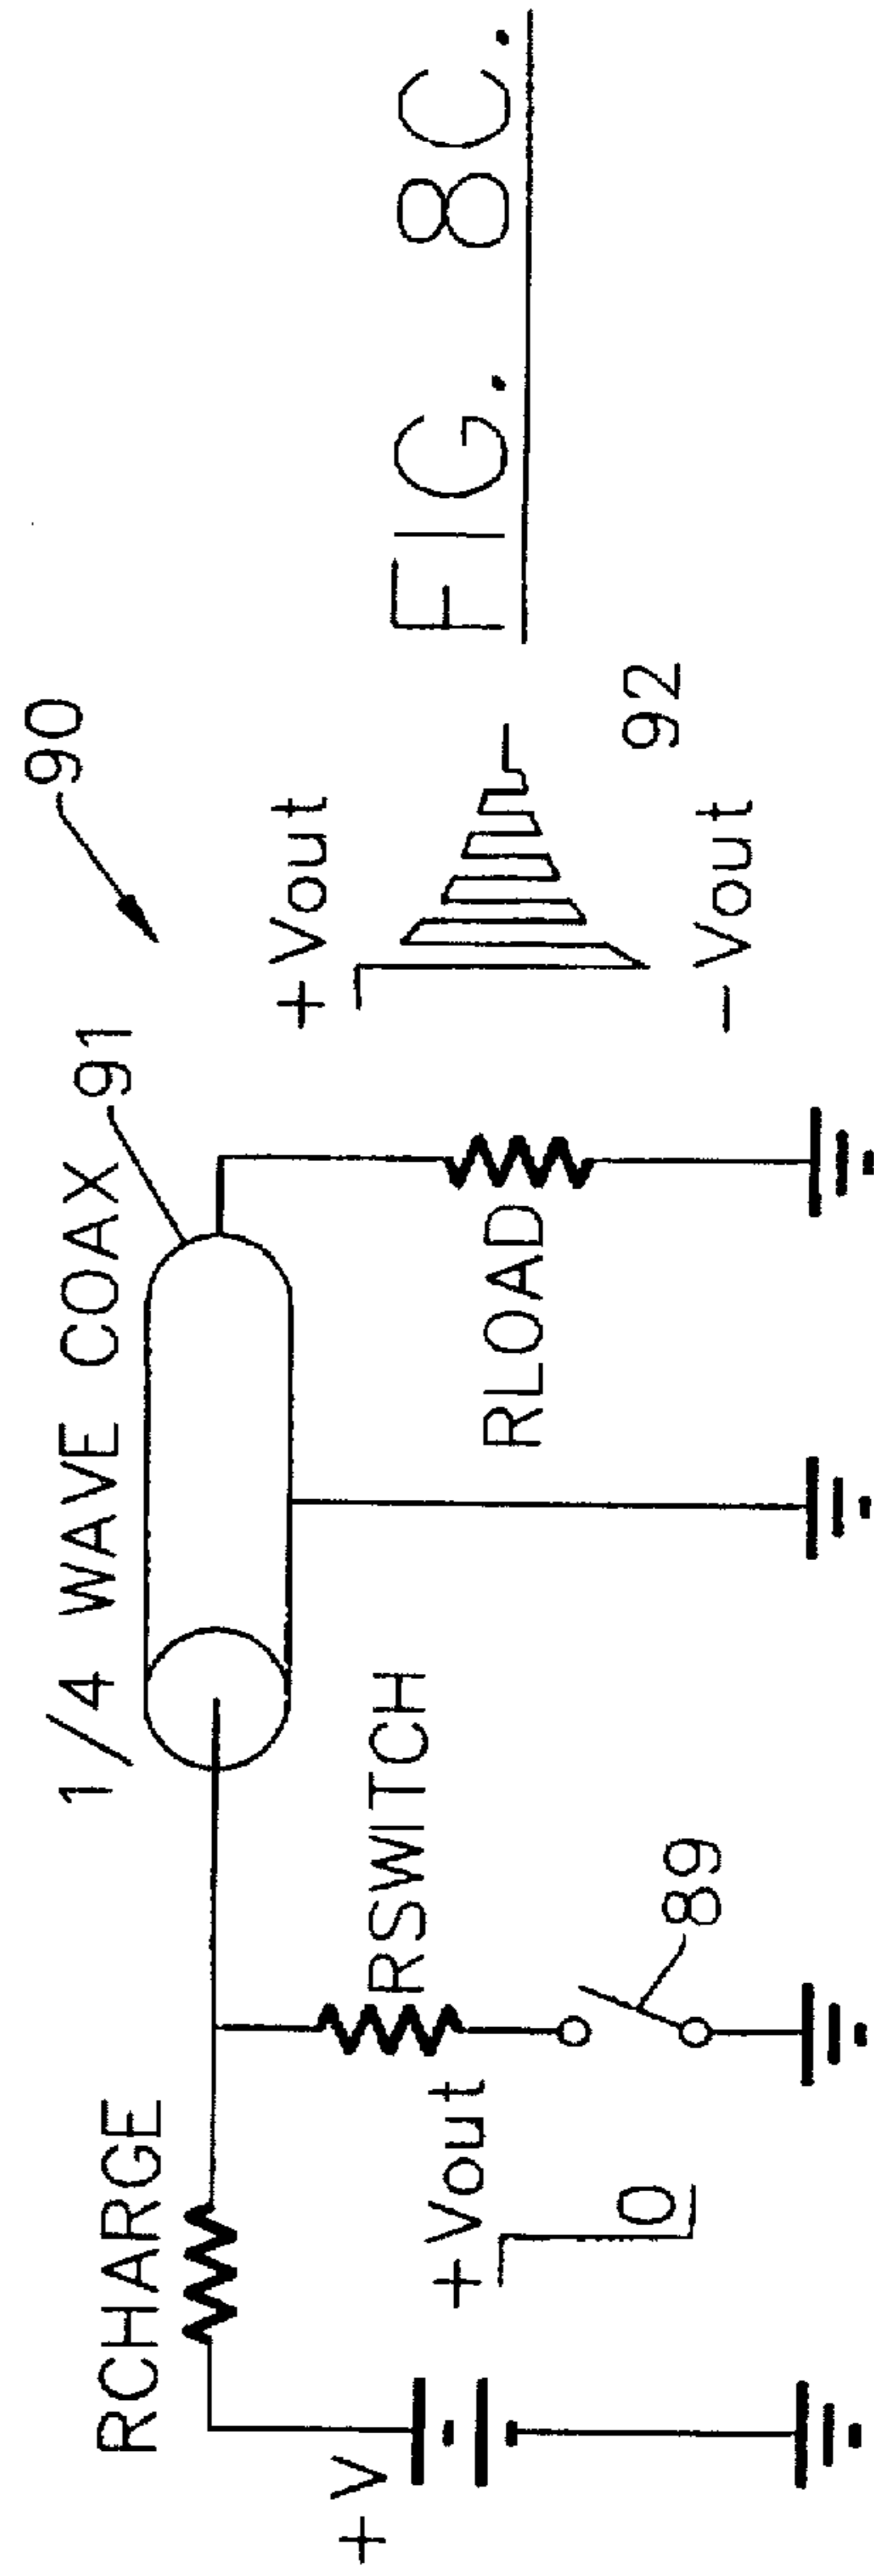 90
1/4 WAVE COAX 91
RCHARGE
+V
+Vout
0
RSWITCH
89
RLOAD
+Vout
-Vout
92
FIG. 8C.